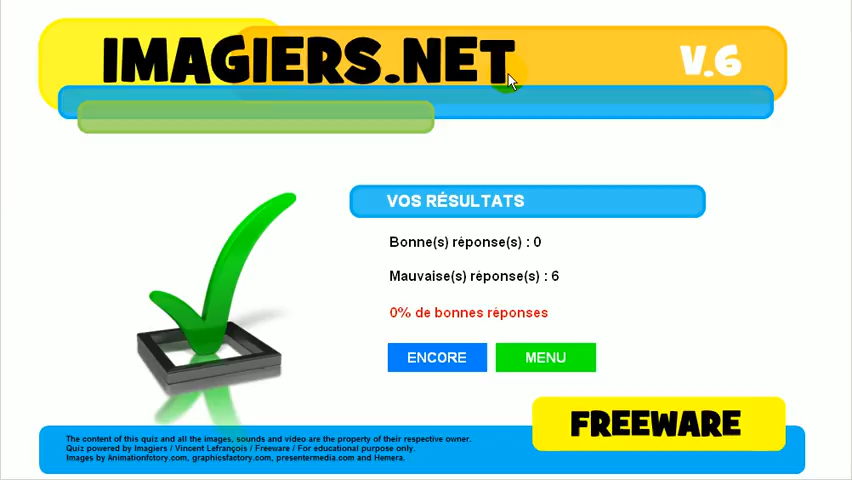 IMAGIERS.NET
V.6
VOS RÉSULTATS
Bonne(s) réponse(s) : 0
Mauvaise(s) réponse(s) : 6
0% de bonnes réponses
ENCORE
MENU
FREEWARE
The content of this quiz and all the images, sounds and video are the property of their respective owner.
Quiz powered by Imagiers / Vincent Lefrançois / Freeware / For educational purpose only.
Images by Animationfctory.com, graphicsfactory.com, presentermedia.com and Hemera.